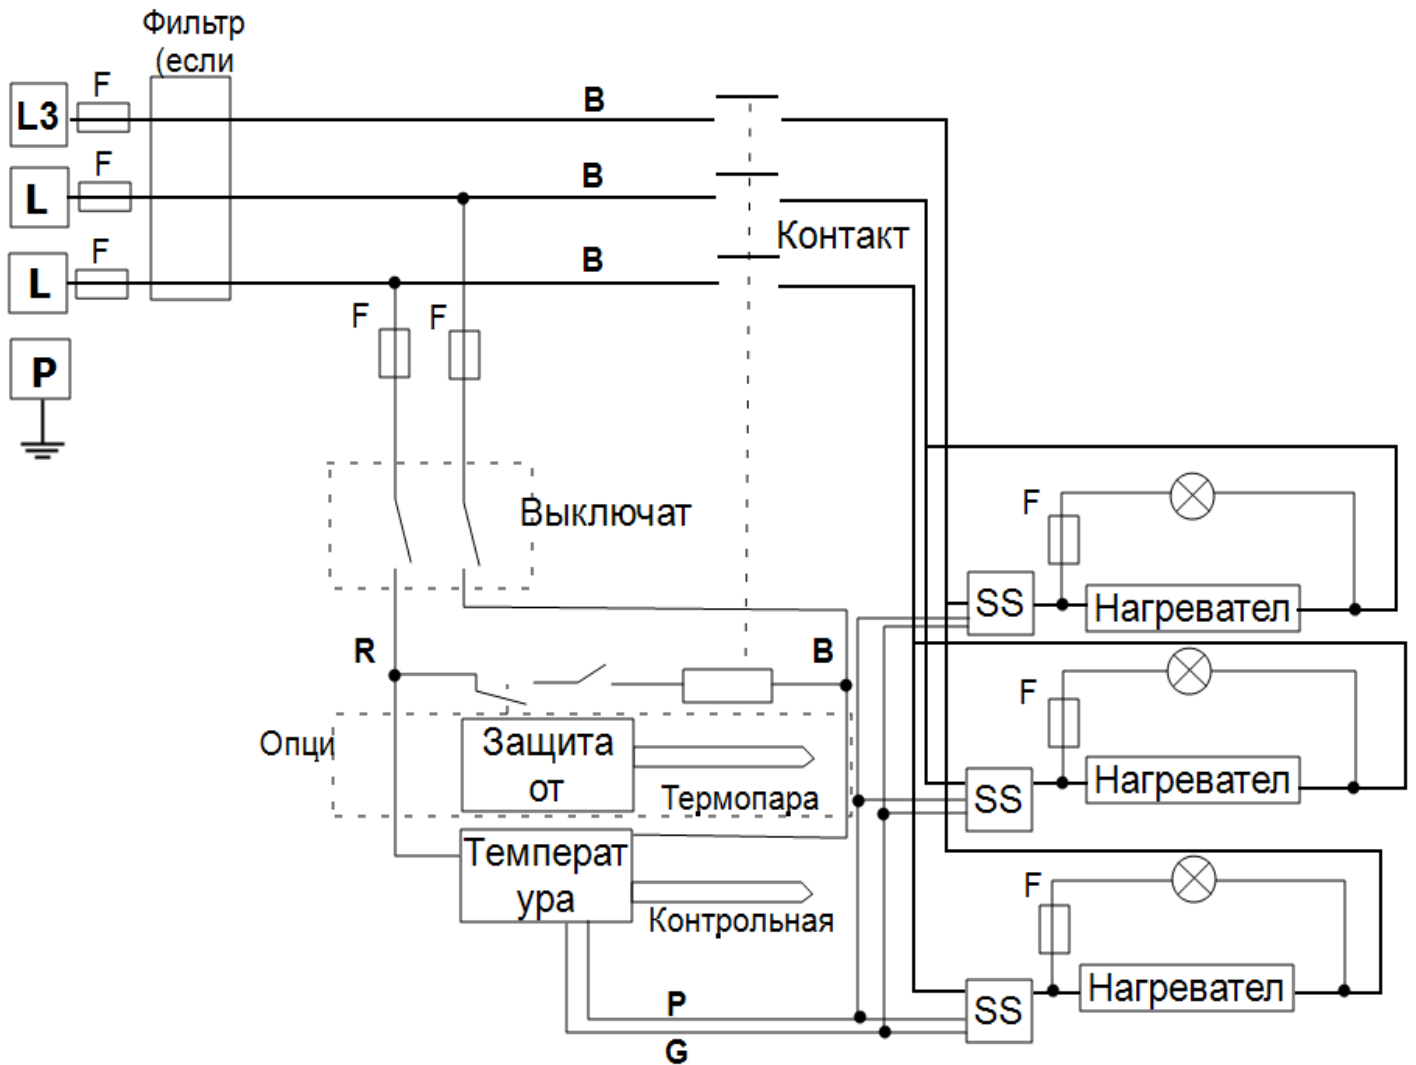 Фильтр
(если
F
L3
B
F
L
B
Контакт
F
L
B
F
F
P
Выключат
F
SS
Нагревател
R
B
F
Опци
Защита
от
Термопара
SS
Нагревател
Температ
ура
Контрольная
F
P
SS
Нагревател
G